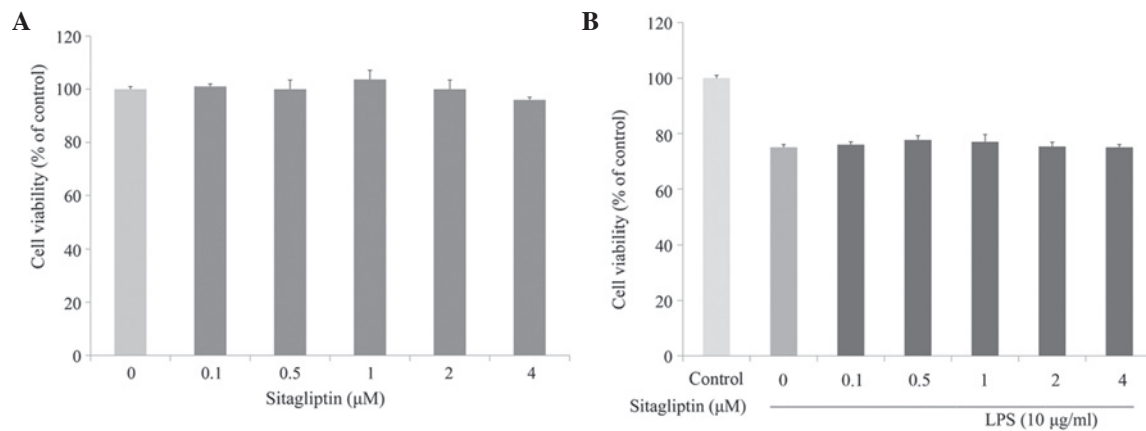 A
Cell viability (% of control)
120
100
80
60
40
20
0
0 0.1 0.5 1 2 4
Sitagliptin (μM)
B
Cell viability (% of control)
120
100
80
60
40
20
0
Control 0 0.1 0.5 1 2 4
Sitagliptin (μM)
LPS (10 μg/ml)